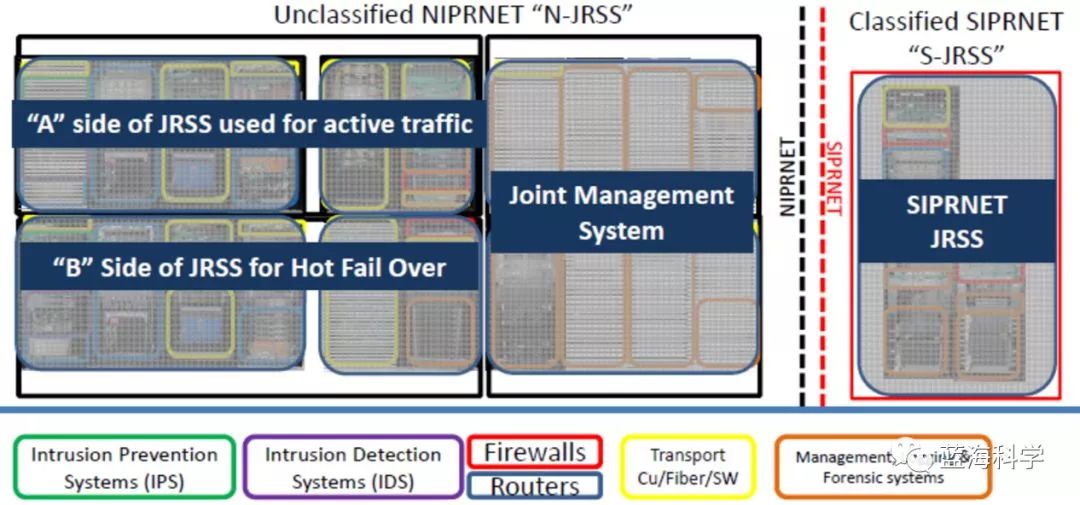 Unclassified NIPRNET “N-JRSS”
Classified SIPRNET
“S-JRSS”
“A” side of JRSS used for active traffic
“B” Side of JRSS for Hot Fail Over
Joint Management
System
NIPRNET
SIPRNET
SIPRNET
JRSS
Intrusion Prevention
Systems (IPS)
Intrusion Detection
Systems (IDS)
Firewalls
Routers
Transport
Cu/Fiber/SW
Management, &
Forensic systems
蓝海科学